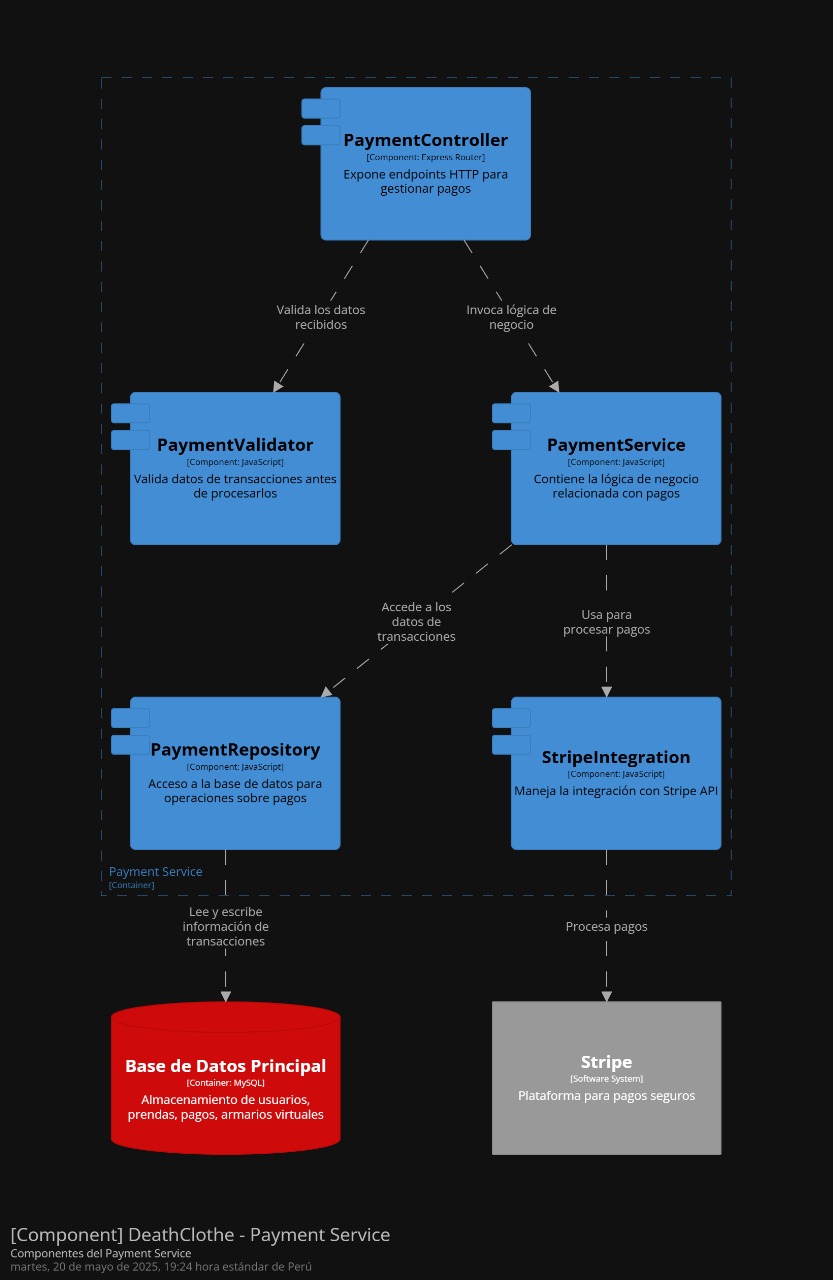 PaymentController
[Component: Express Router]
Expone endpoints HTTP para
gestionar pagos
Valida los datos
recibidos
Invoca lógica de
negocio
PaymentValidator
[Component: JavaScript]
Valida datos de transacciones antes
de procesarlos
PaymentService
[Component: JavaScript]
Contiene la lógica de negocio
relacionada con pagos
Accede a los
datos de
transacciones
Usa para
procesar pagos
PaymentRepository
[Component: JavaScript]
Acceso a la base de datos para
operaciones sobre pagos
StripeIntegration
[Component: JavaScript]
Maneja la integración con Stripe API
Payment Service
[Container]
Lee y escribe
información de
transacciones
Procesa pagos
Base de Datos Principal
[Container: MySQL]
Almacenamiento de usuarios,
prendas, pagos, armarios virtuales
Stripe
[Software System]
Plataforma para pagos seguros
[Component] DeathClothe - Payment Service
Componentes del Payment Service
martes, 20 de mayo de 2025, 19:24 hora estándar de Perú